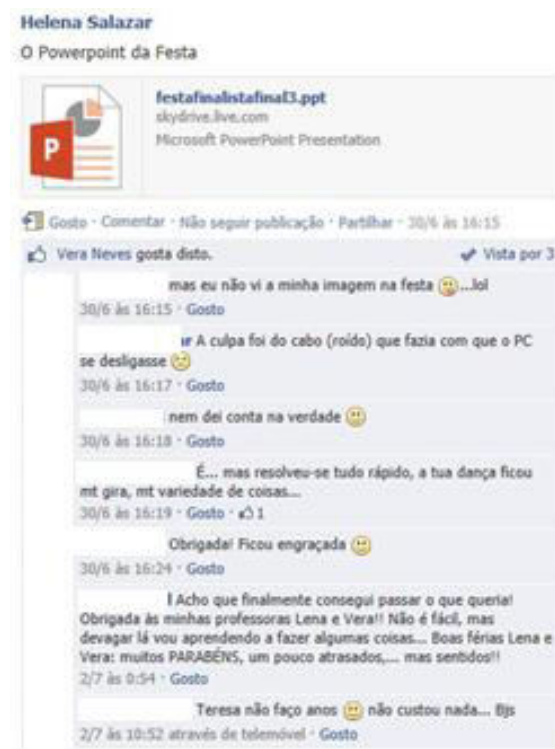 Helena Salazar
O Powerpoint da Festa
festafinalistafinal3.ppt
skydrive.live.com
Microsoft PowerPoint Presentation
P
Gosto · Comentar · Não seguir publicação · Partilhar · 30/6 às 16:15
Vera Neves gosta disto.
Vista por 3
mas eu não vi a minha imagem na festa ...lol
30/6 às 16:15 · Gosto
r A culpa foi do cabo (roído) que fazia com que o PC
se desligasse
30/6 às 16:17 · Gosto
nem dei conta na verdade
30/6 às 16:18 · Gosto
É... mas resolveu-se tudo rápido, a tua dança ficou
mt gira, mt variedade de coisas...
30/6 às 16:19 · Gosto · 1
Obrigada! Ficou engraçada
30/6 às 16:24 · Gosto
l Acho que finalmente consegui passar o que queria!
Obrigada às minhas professoras Lena e Vera!! Não é fácil, mas
devagar lá vou aprendendo a fazer algumas coisas... Boas férias Lena e
Vera: muitos PARABÉNS, um pouco atrasados,... mas sentidos!!
2/7 às 0:54 · Gosto
Teresa não faço anos não custou nada... Bjs
2/7 às 10:52 através de telemóvel · Gosto